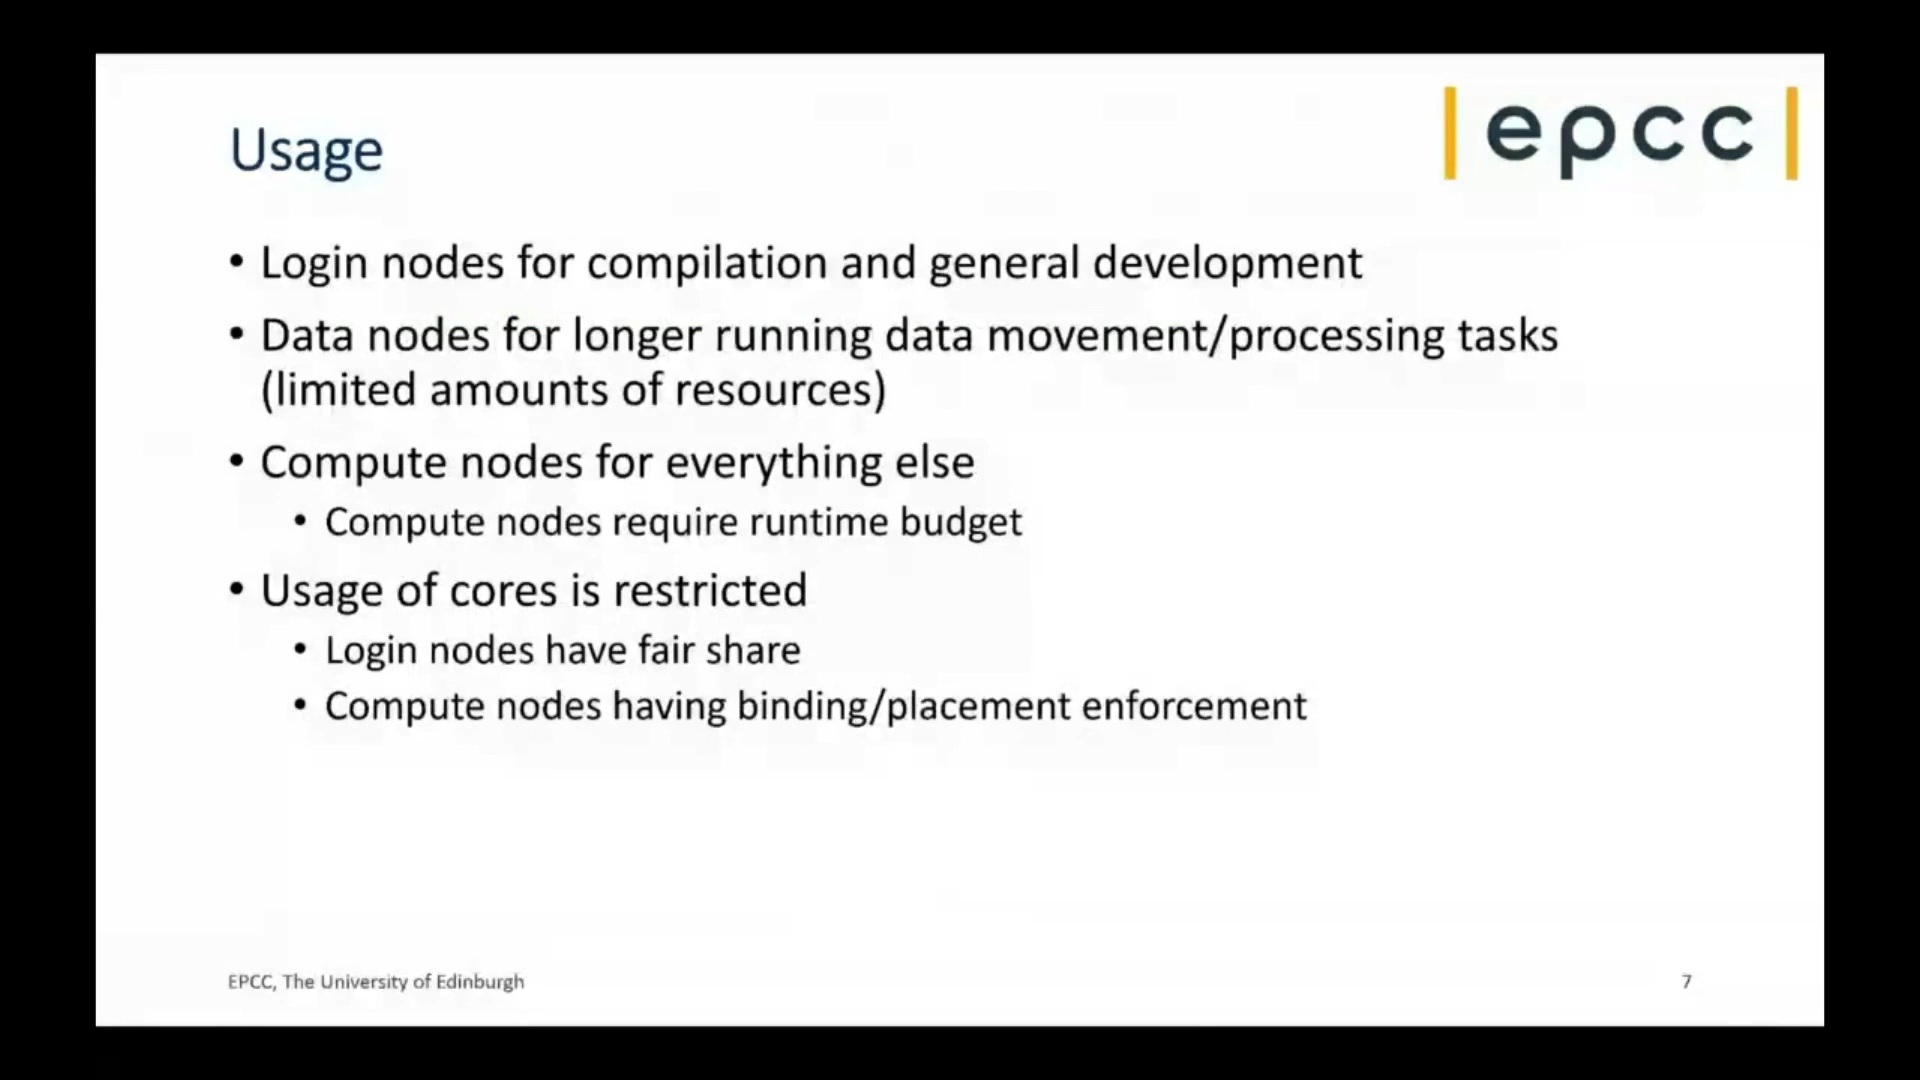 Usage
| epcc |
• Login nodes for compilation and general development
• Data nodes for longer running data movement/processing tasks
(limited amounts of resources)
• Compute nodes for everything else
• Compute nodes require runtime budget
• Usage of cores is restricted
• Login nodes have fair share
• Compute nodes having binding/placement enforcement
EPCC, The University of Edinburgh
7